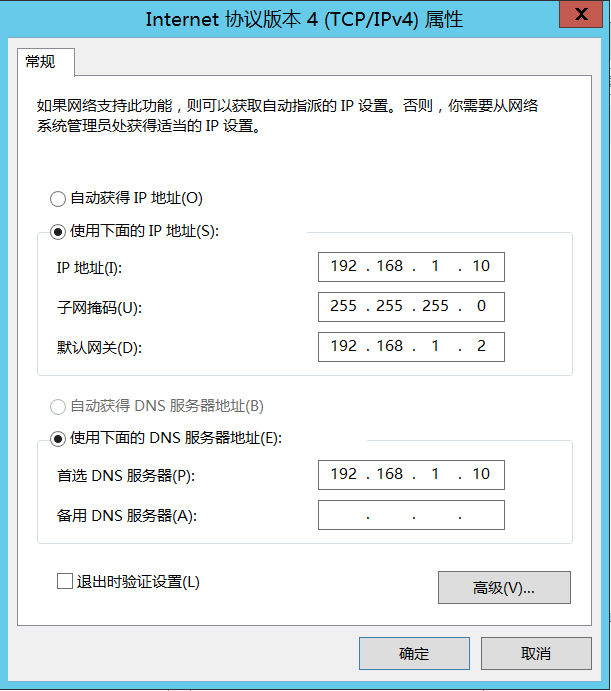 Internet 协议版本 4 (TCP/IPv4) 属性
X
常规
如果网络支持此功能，则可以获取自动指派的 IP 设置。否则，你需要从网络
系统管理员处获得适当的 IP 设置。
自动获得 IP 地址(O)
使用下面的 IP 地址(S):
IP 地址(I): 192 . 168 . 1 . 10
子网掩码(U): 255 . 255 . 255 . 0
默认网关(D): 192 . 168 . 1 . 2
自动获得 DNS 服务器地址(B)
使用下面的 DNS 服务器地址(E):
首选 DNS 服务器(P): 192 . 168 . 1 . 10
备用 DNS 服务器(A): . . .
退出时验证设置(L)
高级(V)...
确定 取消